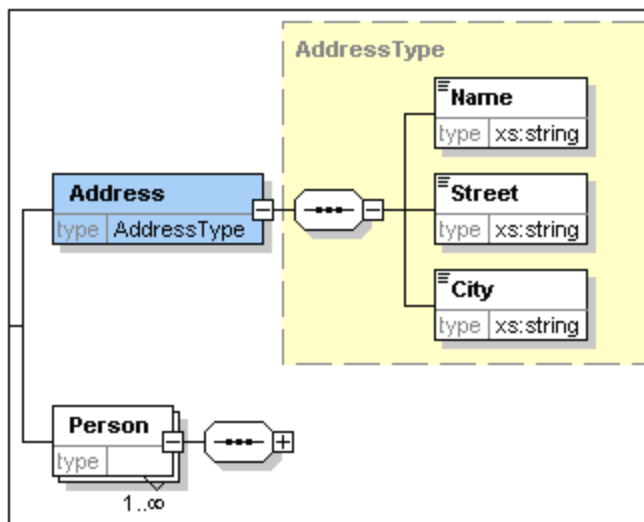 AddressType
Name
type xs:string
Address
type AddressType
Street
type xs:string
City
type xs:string
Person
type
1..∞